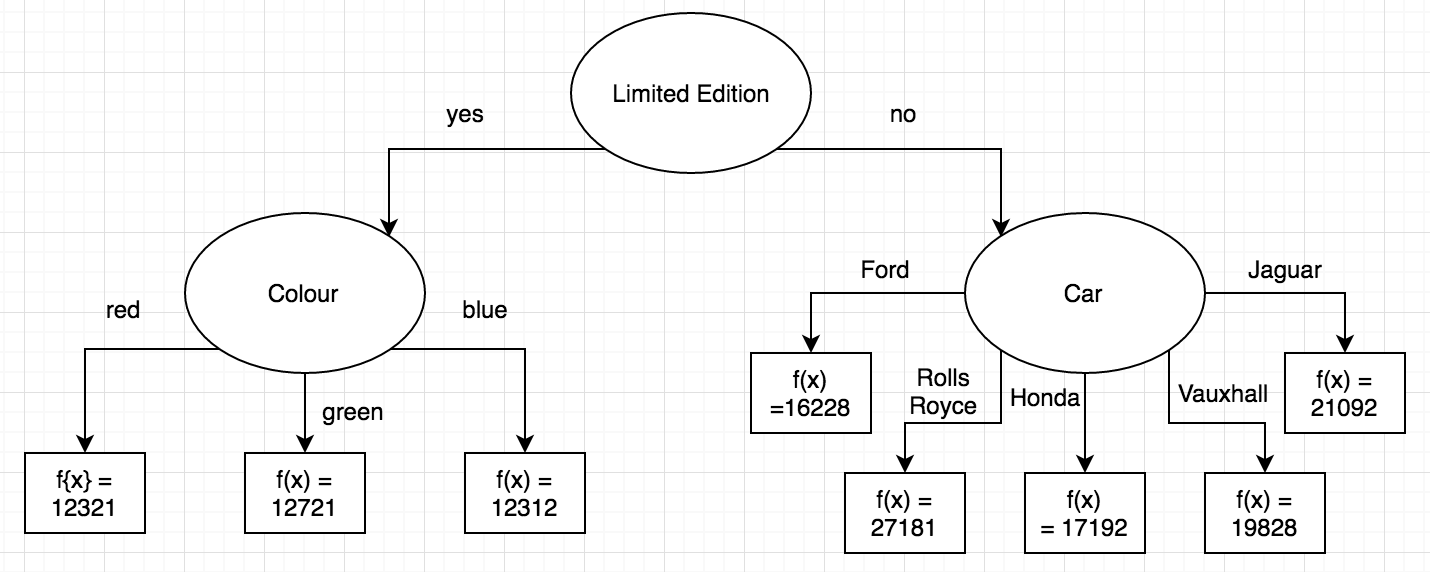 Limited Edition
yes
no
Colour
Car
red
green
blue
Ford
Rolls
Royce
Honda
Vauxhall
Jaguar
f{x} =
12321
f(x) =
12721
f(x) =
12312
f(x)
=16228
f(x) =
27181
f(x)
= 17192
f(x) =
19828
f(x) =
21092